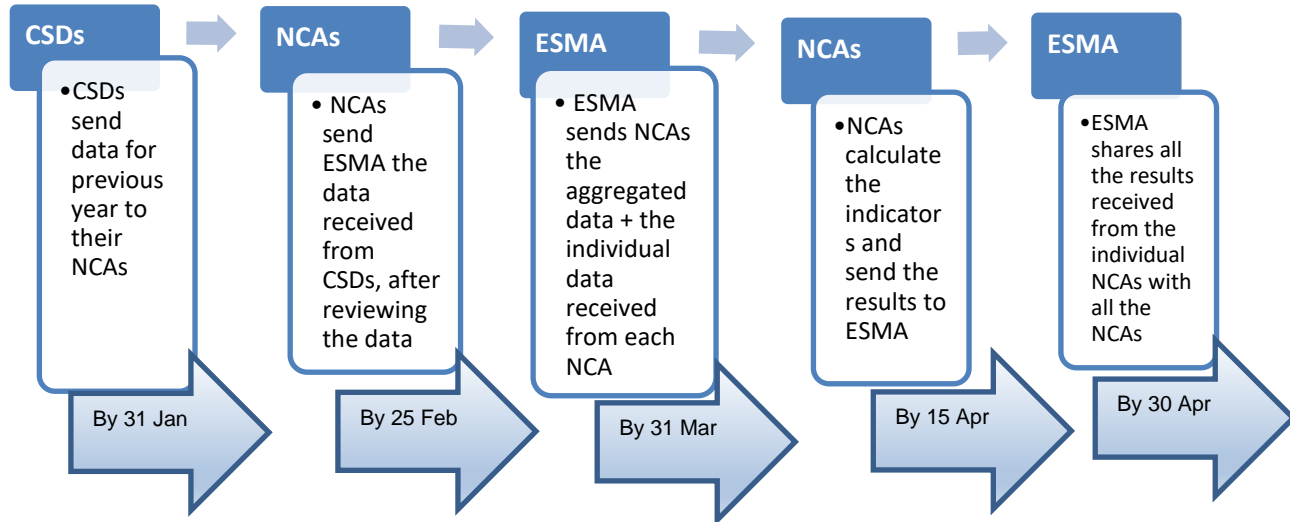 CSDs
•CSDs
send
data for
previous
year to
their
NCAs
By 31 Jan
NCAs
• NCAs
send
ESMA the
data
received
from
CSDs, after
reviewing
the data
By 25 Feb
ESMA
• ESMA
sends NCAs
the
aggregated
data + the
individual
data
received
from each
NCA
By 31 Mar
NCAs
•NCAs
calculate
the
indicator
s and
send the
results to
ESMA
By 15 Apr
ESMA
•ESMA
shares all
the results
received
from the
individual
NCAs with
all the
NCAs
By 30 Apr